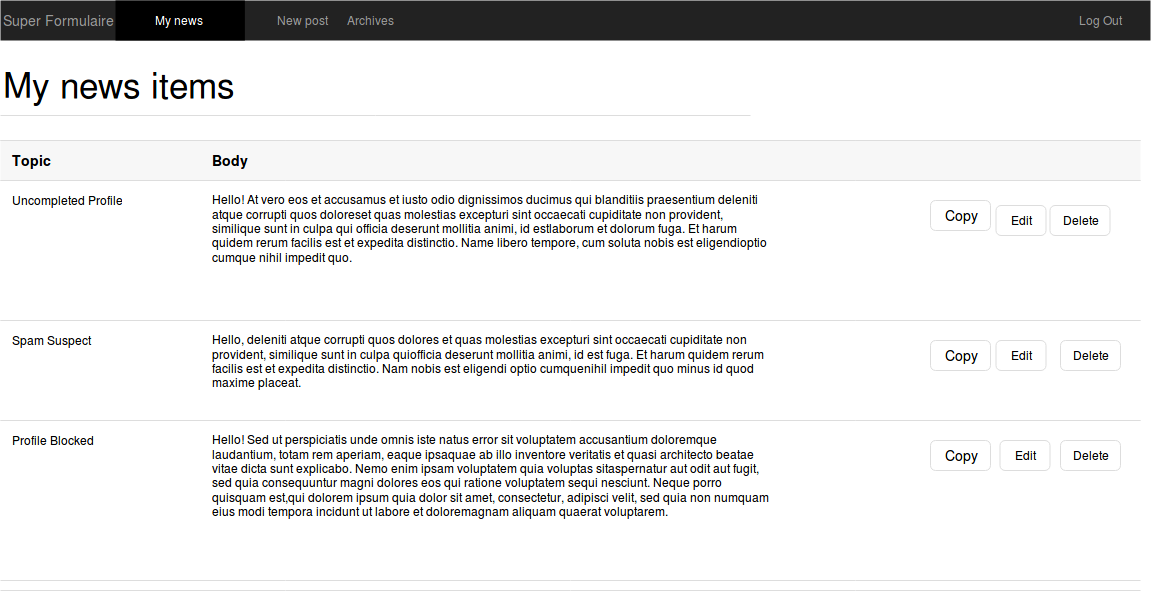 Super Formulaire My news New post Archives Log Out
My news items
Topic Body
Uncompleted Profile
Hello! At vero eos et accusamus et iusto odio dignissimos ducimus qui blanditiis praesentium deleniti
atque corrupti quos doloreset quas molestias excepturi sint occaecati cupiditate non provident,
similique sunt in culpa qui officia deserunt mollitia animi, id estlaborum et dolorum fuga. Et harum
quidem rerum facilis est et expedita distinctio. Name libero tempore, cum soluta nobis est eligendioptio
cumque nihil impedit quo.
Copy Edit Delete
Spam Suspect
Hello, deleniti atque corrupti quos dolores et quas molestias excepturi sint occaecati cupiditate non
provident, similique sunt in culpa quiofficia deserunt mollitia animi, id est fuga. Et harum quidem rerum
facilis est et expedita distinctio. Nam nobis est eligendi optio cumquenihil impedit quo minus id quod
maxime placeat.
Copy Edit Delete
Profile Blocked
Hello! Sed ut perspiciatis unde omnis iste natus error sit voluptatem accusantium doloremque
laudantium, totam rem aperiam, eaque ipsaquae ab illo inventore veritatis et quasi architecto beatae
vitae dicta sunt explicabo. Nemo enim ipsam voluptatem quia voluptas sitaspernatur aut odit aut fugit,
sed quia consequuntur magni dolores eos qui ratione voluptatem sequi nesciunt. Neque porro
quisquam est,qui dolorem ipsum quia dolor sit amet, consectetur, adipisci velit, sed quia non numquam
eius modi tempora incidunt ut labore et doloremagnam aliquam quaerat voluptarem.
Copy Edit Delete